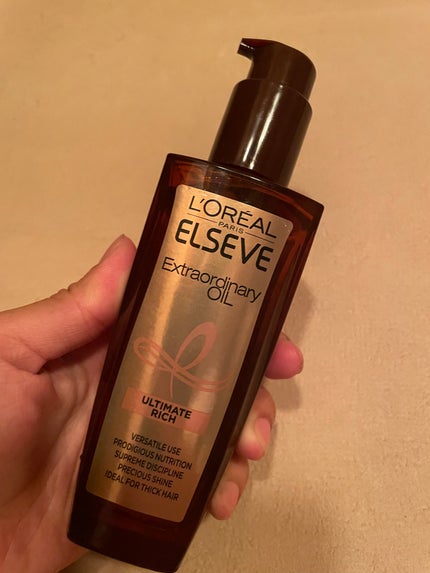 L'ORÉAL
PARIS
ELSEVE
Extraordinary
OIL
ULTIMATE
RICH
VERSATILE USE
PRODIGIOUS NUTRITION
SUPREME DISCIPLINE
PRECIOUS SHINE
IDEAL FOR THICK HAIR